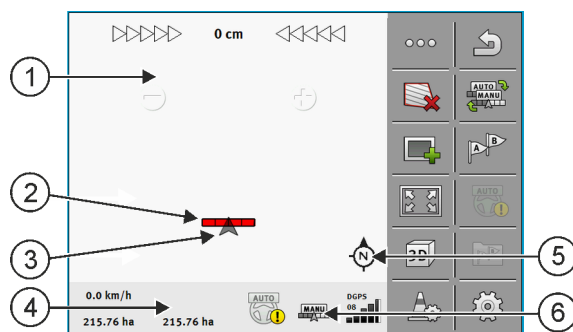 0 cm
AUTO
MANU
A B
AUTO
3D
N
0.0 km/h
215.76 ha 215.76 ha
AUTO
MANU
DGPS
08
1
2
3
4
5
6